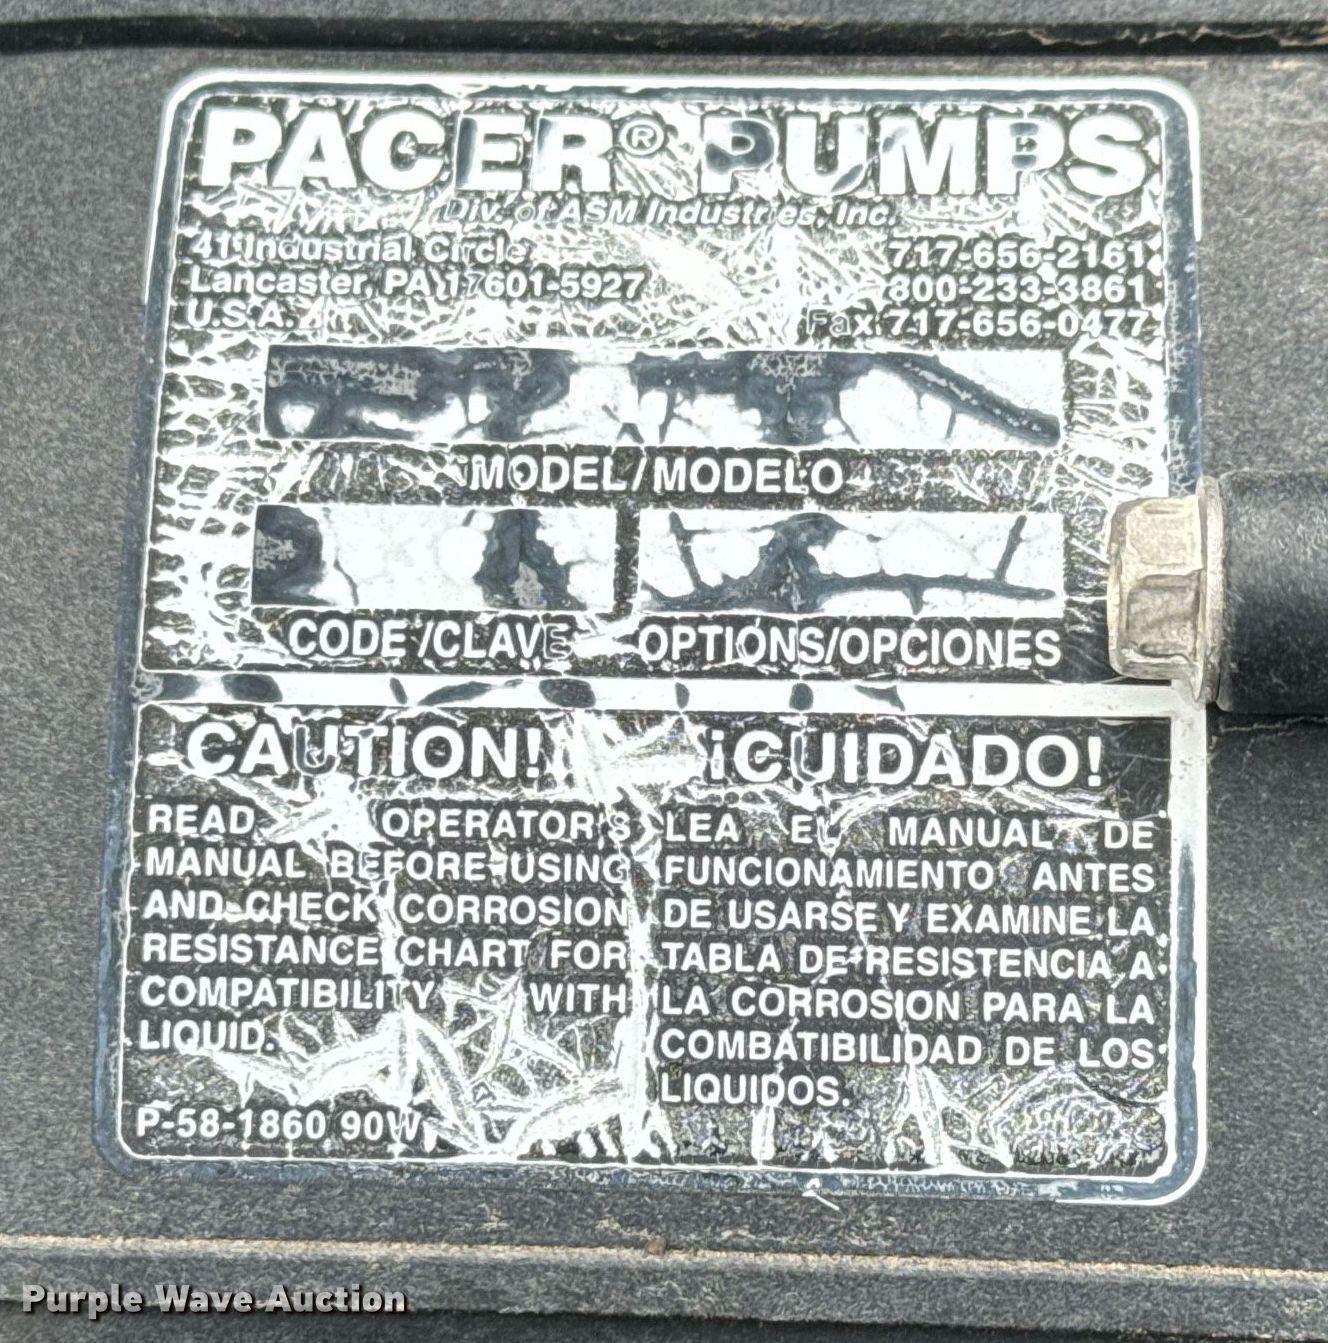 PACER® PUMPS
Div. of ASM Industries, Inc.
41 Industrial Circle
Lancaster, PA 17601-5927
U.S.A.
717-656-2161
800-233-3861
Fax 717-656-0477
MODEL/MODELO
CODE/CLAVE
OPTIONS/OPCIONES
CAUTION!
READ OPERATOR'S
MANUAL BEFORE USING
AND CHECK CORROSION
RESISTANCE CHART FOR
COMPATIBILITY WITH
LIQUID.
P-58-1860 90W
¡CUIDADO!
LEA EL MANUAL DE
FUNCIONAMIENTO ANTES
DE USARSE Y EXAMINE LA
TABLA DE RESISTENCIA A
LA CORROSION PARA LA
COMBATIBILIDAD DE LOS
LIQUIDOS.
Purple Wave Auction